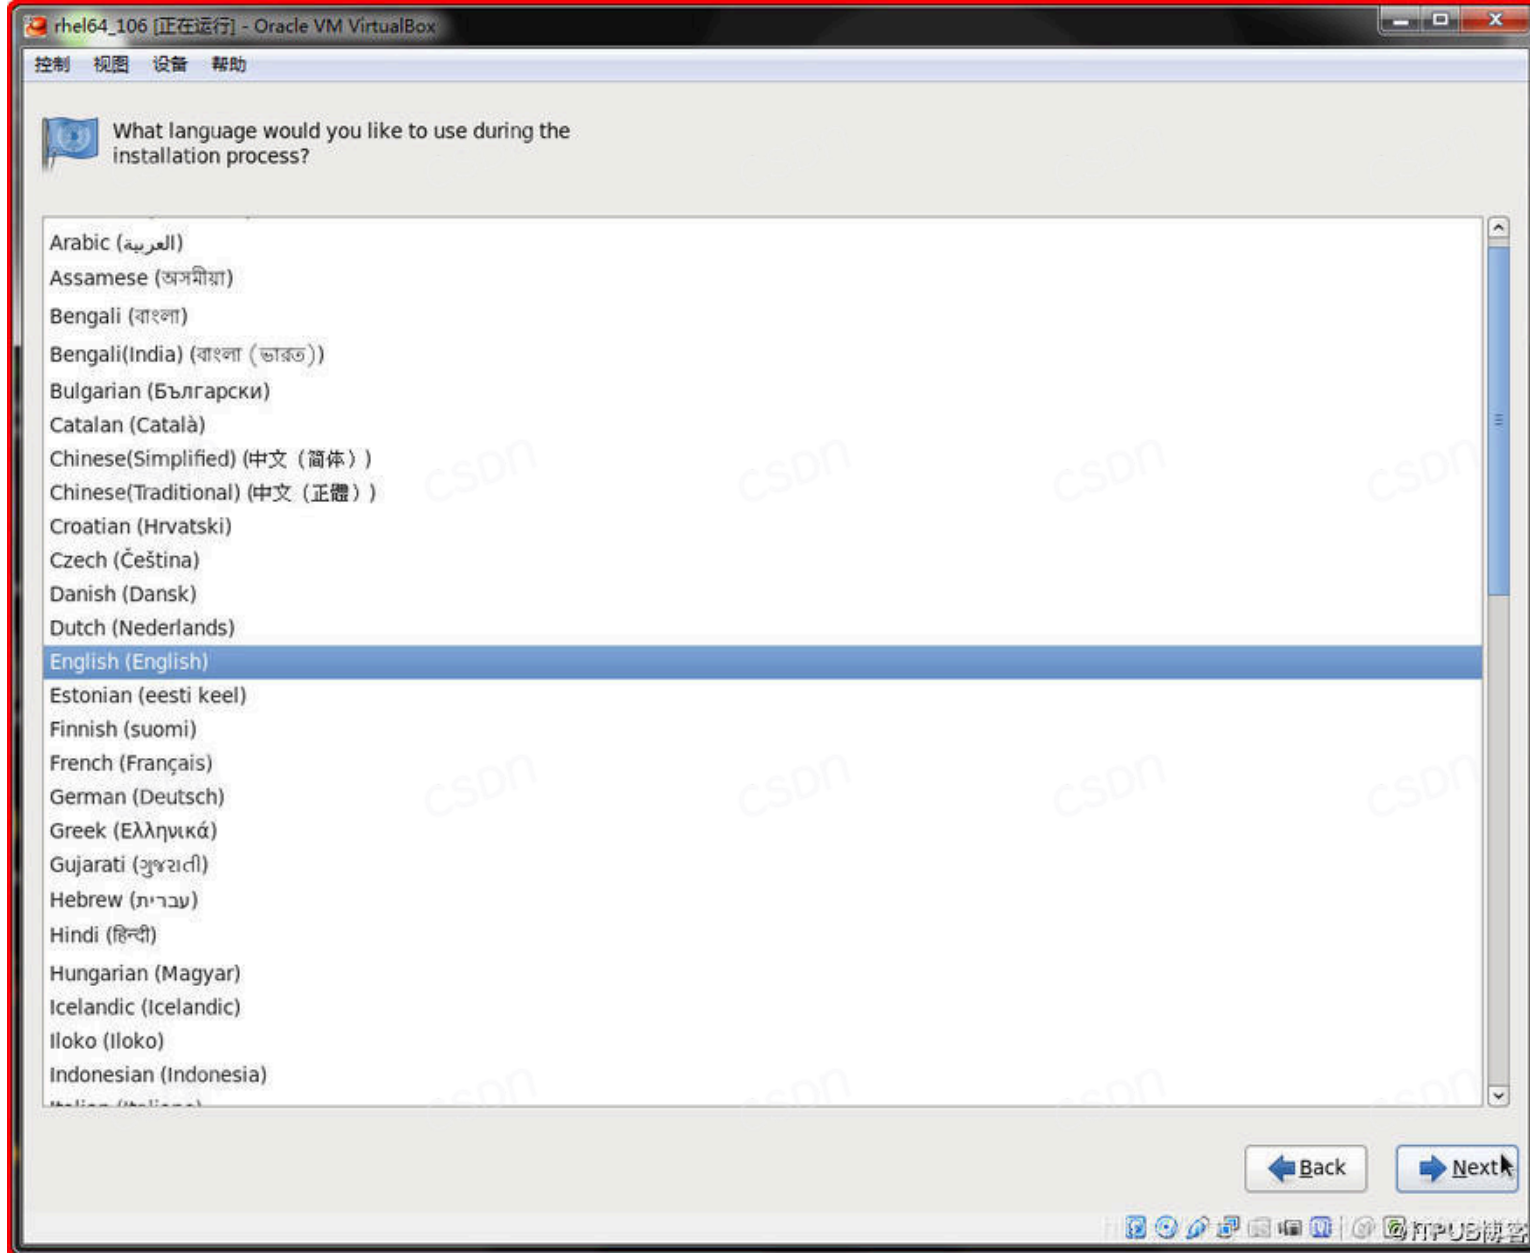 rhel64_106 [正在运行] - Oracle VM VirtualBox
控制 视图 设备 帮助
What language would you like to use during the
installation process?
Arabic (العربية)
Assamese (অসমীয়া)
Bengali (বাংলা)
Bengali(India) (বাংলা (ভারত))
Bulgarian (Български)
Catalan (Català)
Chinese(Simplified) (中文（简体）)
Chinese(Traditional) (中文（正體）)
Croatian (Hrvatski)
Czech (Čeština)
Danish (Dansk)
Dutch (Nederlands)
English (English)
Estonian (eesti keel)
Finnish (suomi)
French (Français)
German (Deutsch)
Greek (Ελληνικά)
Gujarati (ગુજરાતી)
Hebrew (עברית)
Hindi (हिन्दी)
Hungarian (Magyar)
Icelandic (Icelandic)
Iloko (Iloko)
Indonesian (Indonesia)
Back Next
@ITPUB博客